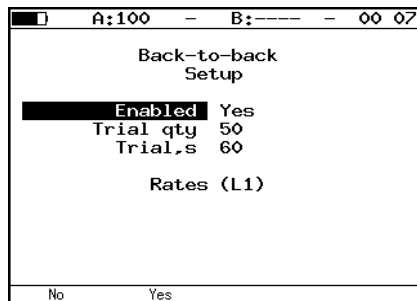 A:100 – B:---- – 00 07
Back-to-back
Setup
Enabled Yes
Trial qty 50
Trial,s 60
Rates (L1)
No Yes